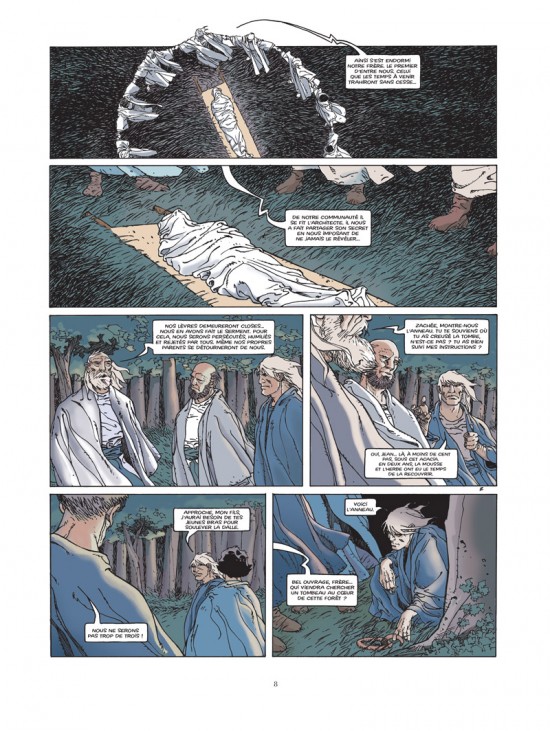 AINSI S'EST ENDORMI
NOTRE FRÈRE, LE PREMIER
D'ENTRE NOUS, CELUI
QUE LES TEMPS À VENIR
TRAHIRONT SANS CESSE...
DE NOTRE COMMUNAUTÉ IL
SE FIT L'ARCHITECTE. IL NOUS
A FAIT PARTAGER SON SECRET
EN NOUS IMPOSANT DE
NE JAMAIS LE RÉVÉLER...
NOS LÈVRES DEMEURERONT CLOSES...
NOUS EN AVONS FAIT LE SERMENT. POUR
CELA, NOUS SERONS PERSÉCUTÉS, HUMILIÉS
ET REJETÉS PAR TOUS. MÊME NOS PROPRES
PARENTS SE DÉTOURNERONT DE NOUS.
ZACHÉE, MONTRE-NOUS
L'ANNEAU. TU TE SOUVIENS OÙ
TU AS CREUSÉ LA TOMBE,
N'EST-CE PAS ? TU AS BIEN
SUIVI MES INSTRUCTIONS ?
OUI, JEAN... LÀ, À MOINS DE CENT
PAS, SOUS CET ACACIA.
EN DEUX ANS, LA MOUSSE
ET L'HERBE ONT EU LE TEMPS
DE LA RECOUVRIR.
APPROCHE, MON FILS,
J'AURAI BESOIN DE TES
JEUNES BRAS POUR
SOULEVER LA DALLE.
NOUS NE SERONS
PAS TROP DE TROIS !
VOICI
L'ANNEAU.
BEL OUVRAGE, FRÈRE...
QUI VIENDRA CHERCHER
UN TOMBEAU AU CŒUR
DE CETTE FORÊT ?
8